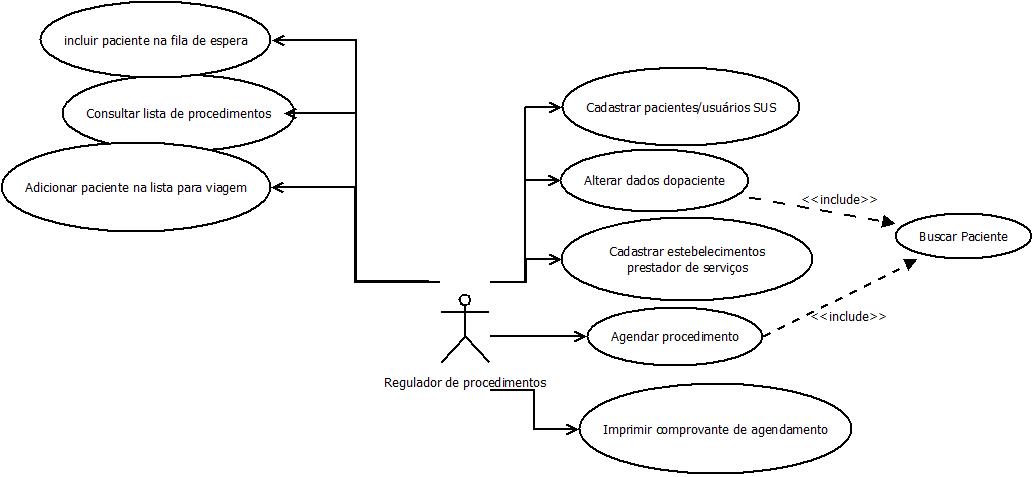 incluir paciente na fila de espera
Consultar lista de procedimentos
Adicionar paciente na lista para viagem
Cadastrar pacientes/usuários SUS
Alterar dados dopaciente
<<include>>
Buscar Paciente
Cadastrar estebelecimentos
prestador de serviços
<<include>>
Agendar procedimento
Regulador de procedimentos
Imprimir comprovante de agendamento